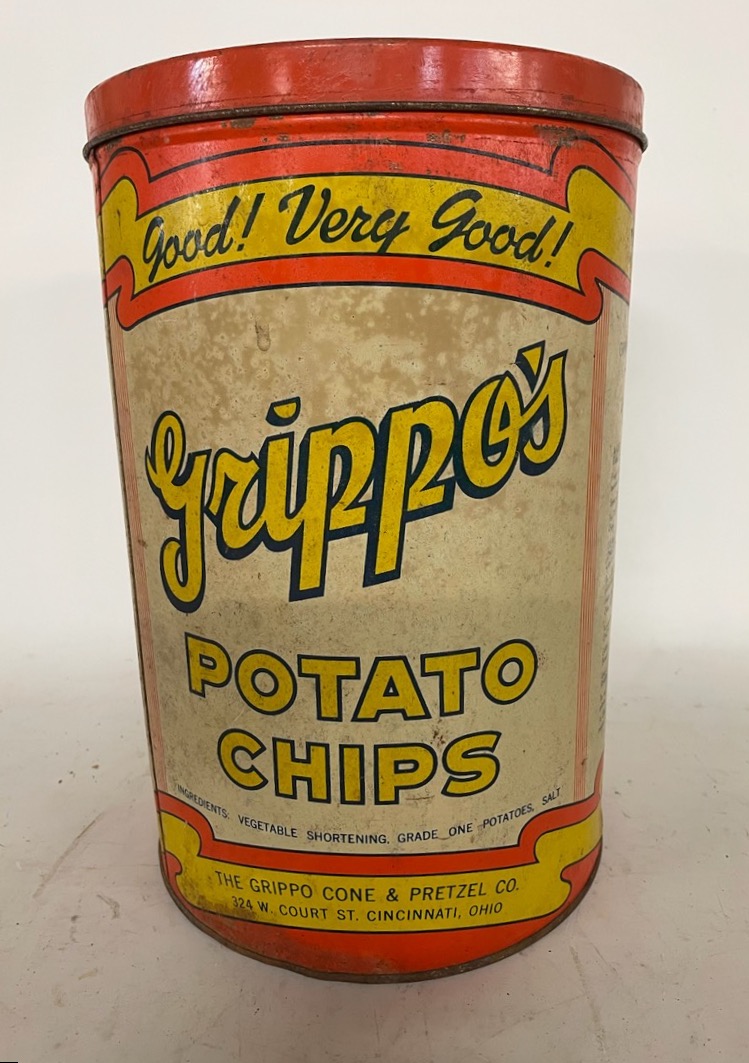 Good! Very Good!
Grippo's
POTATO
CHIPS
INGREDIENTS: VEGETABLE SHORTENING, GRADE ONE POTATOES, SALT
THE GRIPPO CONE & PRETZEL CO.
324 W. COURT ST. CINCINNATI, OHIO